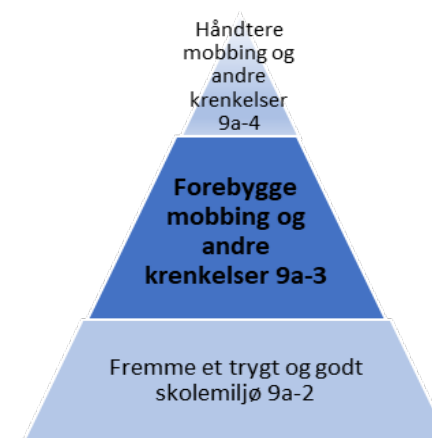 Håndtere
mobbing og
andre
krenkelser
9a-4
Forebygge
mobbing og
andre
krenkelser 9a-3
Fremme et trygt og godt
skolemiljø 9a-2